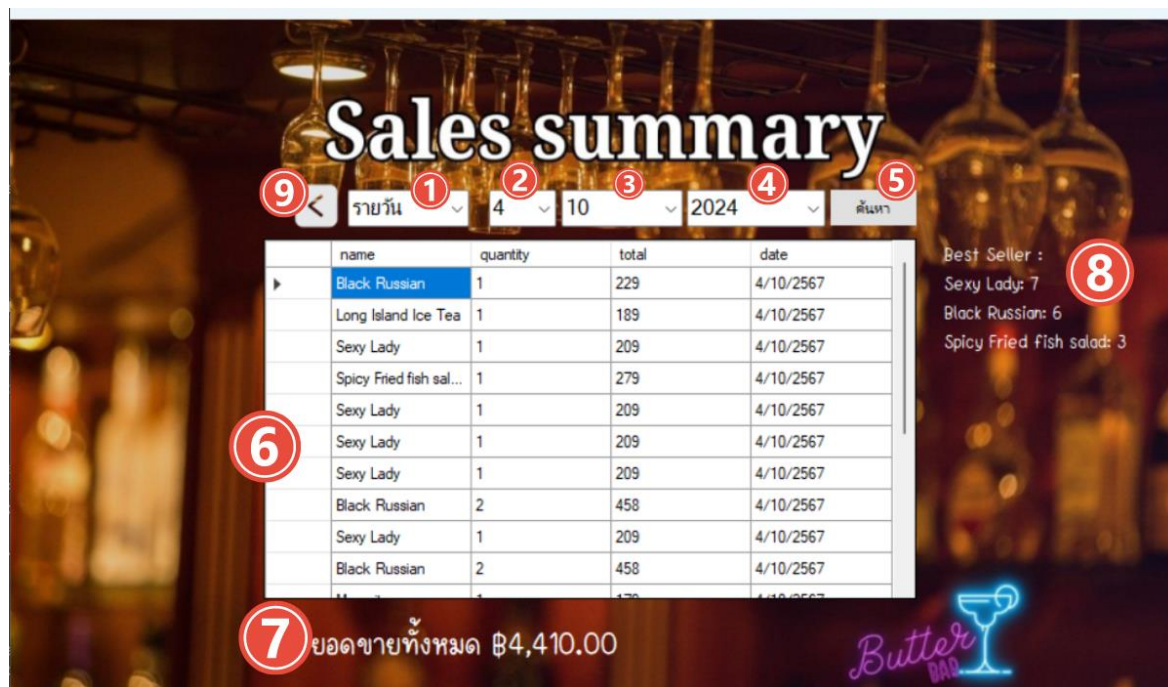 Sales summary
9 < รายวัน 1 4 2 10 3 2024 4 ค้นหา 5
name quantity total date
Black Russian 1 229 4/10/2567
Long Island Ice Tea 1 189 4/10/2567
Sexy Lady 1 209 4/10/2567
Spicy Fried fish sal... 1 279 4/10/2567
Sexy Lady 1 209 4/10/2567
Sexy Lady 1 209 4/10/2567
Sexy Lady 1 209 4/10/2567
Black Russian 2 458 4/10/2567
Sexy Lady 1 209 4/10/2567
Black Russian 2 458 4/10/2567
6
Best Seller :
Sexy Lady: 7
Black Russian: 6
Spicy Fried fish salad: 3
8
7 ยอดขายทั้งหมด ฿4,410.00
Butter
BAR